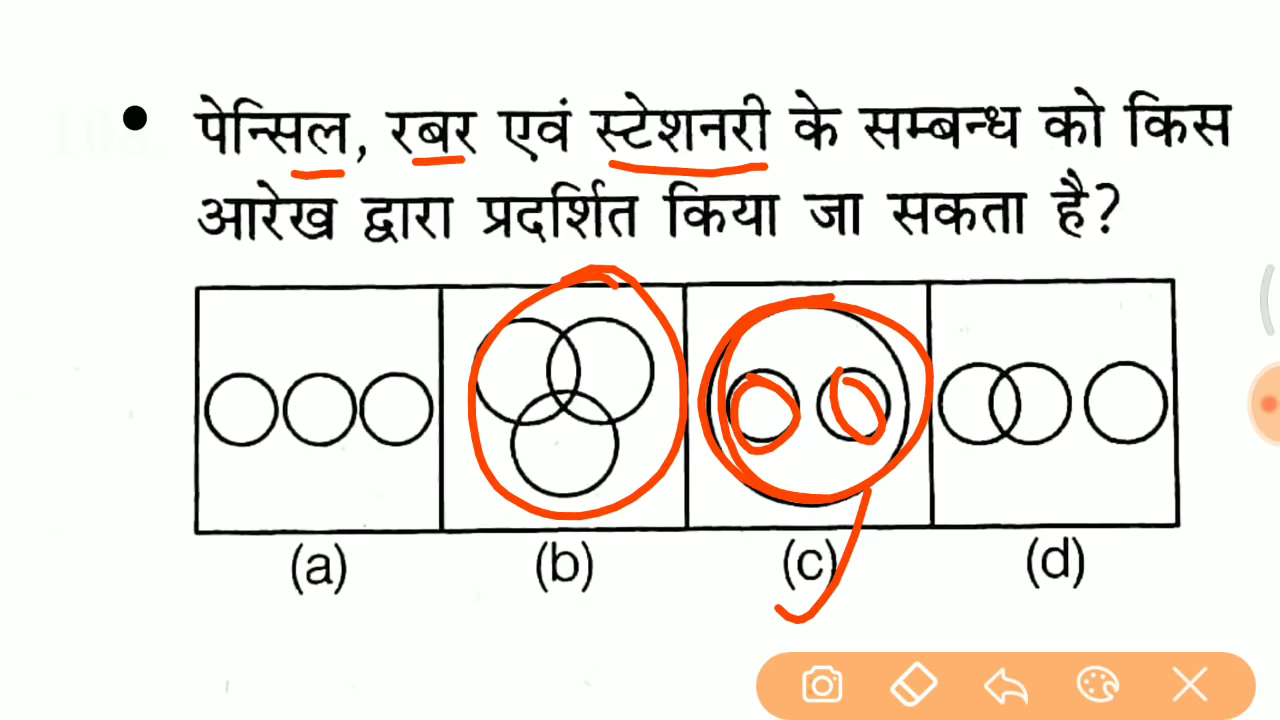 • पेन्सिल, रबर एवं स्टेशनरी के सम्बन्ध को किस
आरेख द्वारा प्रदर्शित किया जा सकता है?
(a) (b) (c) (d)